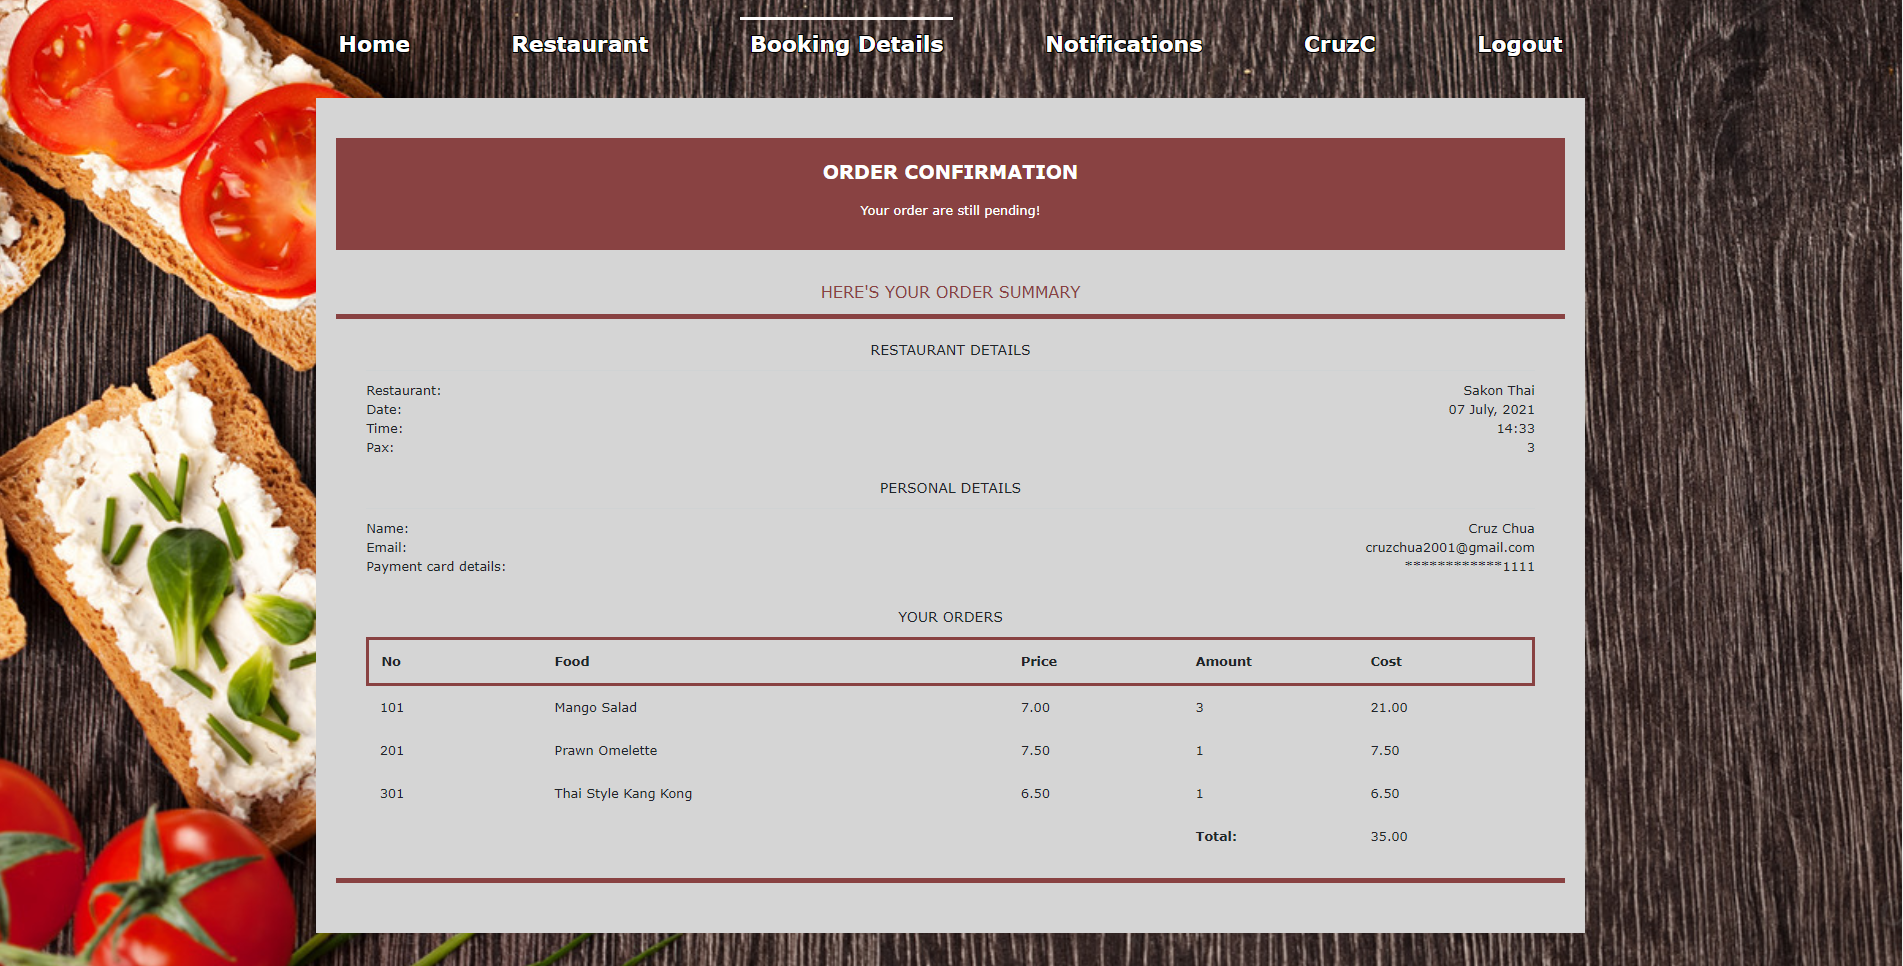 Home Restaurant Booking Details Notifications CruzC Logout
ORDER CONFIRMATION
Your order are still pending!
HERE'S YOUR ORDER SUMMARY
RESTAURANT DETAILS
Restaurant: Sakon Thai
Date: 07 July, 2021
Time: 14:33
Pax: 3
PERSONAL DETAILS
Name: Cruz Chua
Email: cruzchua2001@gmail.com
Payment card details: ************1111
YOUR ORDERS
No Food Price Amount Cost
101 Mango Salad 7.00 3 21.00
201 Prawn Omelette 7.50 1 7.50
301 Thai Style Kang Kong 6.50 1 6.50
Total: 35.00